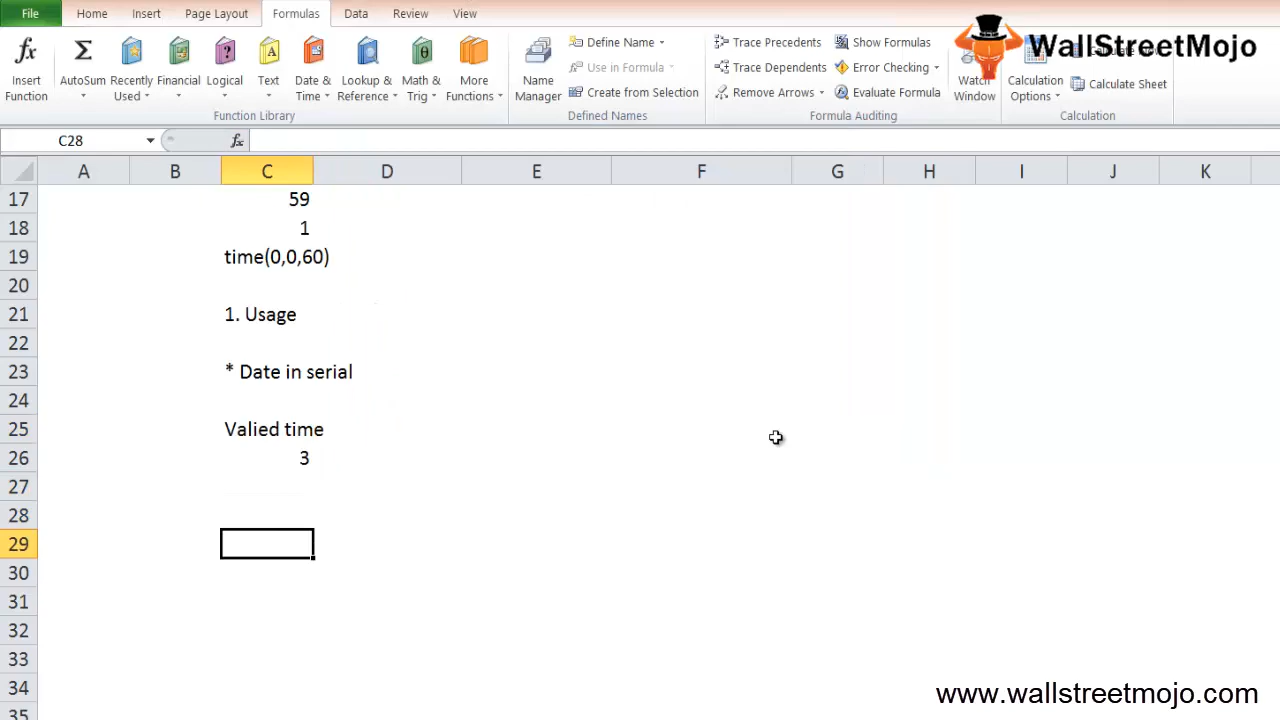 File Home Insert Page Layout Formulas Data Review View
WallStreetMojo
fx Insert Function
Σ AutoSum
Recently Used
Financial
Logical
A Text
Date & Time
Lookup & Reference
θ Math & Trig
More Functions
Function Library
Name Manager
Define Name
Use in Formula
Create from Selection
Defined Names
Trace Precedents
Trace Dependents
Remove Arrows
Show Formulas
Error Checking
Evaluate Formula
Watch Window
Formula Auditing
Calculation Options
Calculate Sheet
Calculation
C28 fx
A B C D E F G H I J K
17 59
18 1
19 time(0,0,60)
20
21 1. Usage
22
23 * Date in serial
24
25 Valied time
26 3
27
28
29
30
31
32
33
34
35
www.wallstreetmojo.com